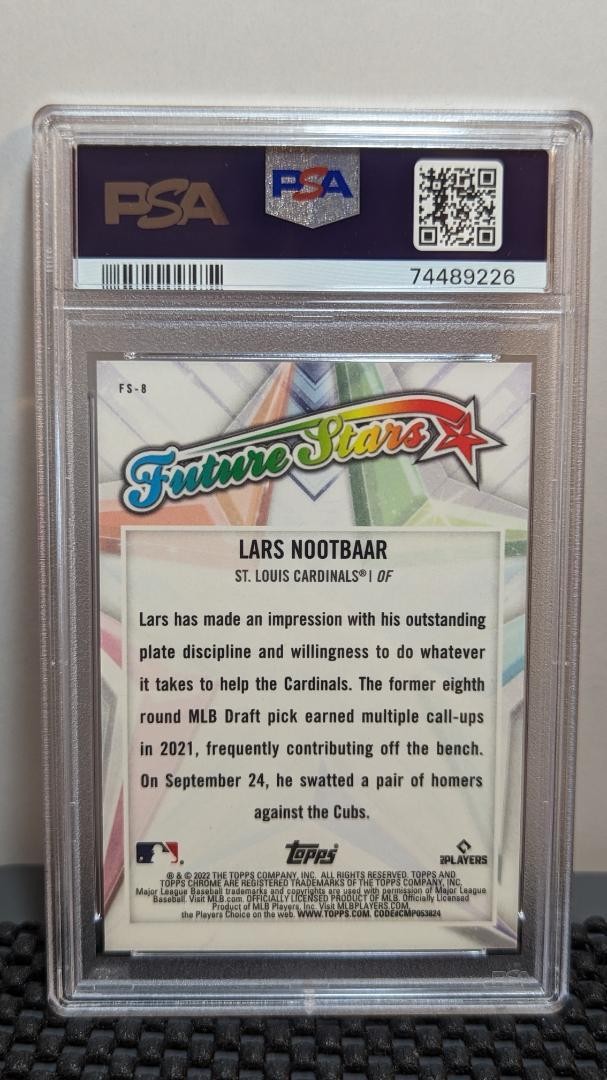 PSA
PSA
74489226
FS-8
Future Stars
LARS NOOTBAAR
ST. LOUIS CARDINALS® | OF
Lars has made an impression with his outstanding
plate discipline and willingness to do whatever
it takes to help the Cardinals. The former eighth
round MLB Draft pick earned multiple call-ups
in 2021, frequently contributing off the bench.
On September 24, he swatted a pair of homers
against the Cubs.
Topps
PLAYERS
® & © 2022 THE TOPPS COMPANY, INC. ALL RIGHTS RESERVED. TOPPS AND
TOPPS CHROME ARE REGISTERED TRADEMARKS OF THE TOPPS COMPANY, INC.
Major League Baseball trademarks and copyrights are used with permission of Major League
Baseball. Visit MLB.com. OFFICIALLY LICENSED PRODUCT OF MLB. Officially Licensed
Product of MLB Players, Inc. Visit MLBPLAYERS.COM,
the Players Choice on the web. WWW.TOPPS.COM. CODE#CMP053824
PSA